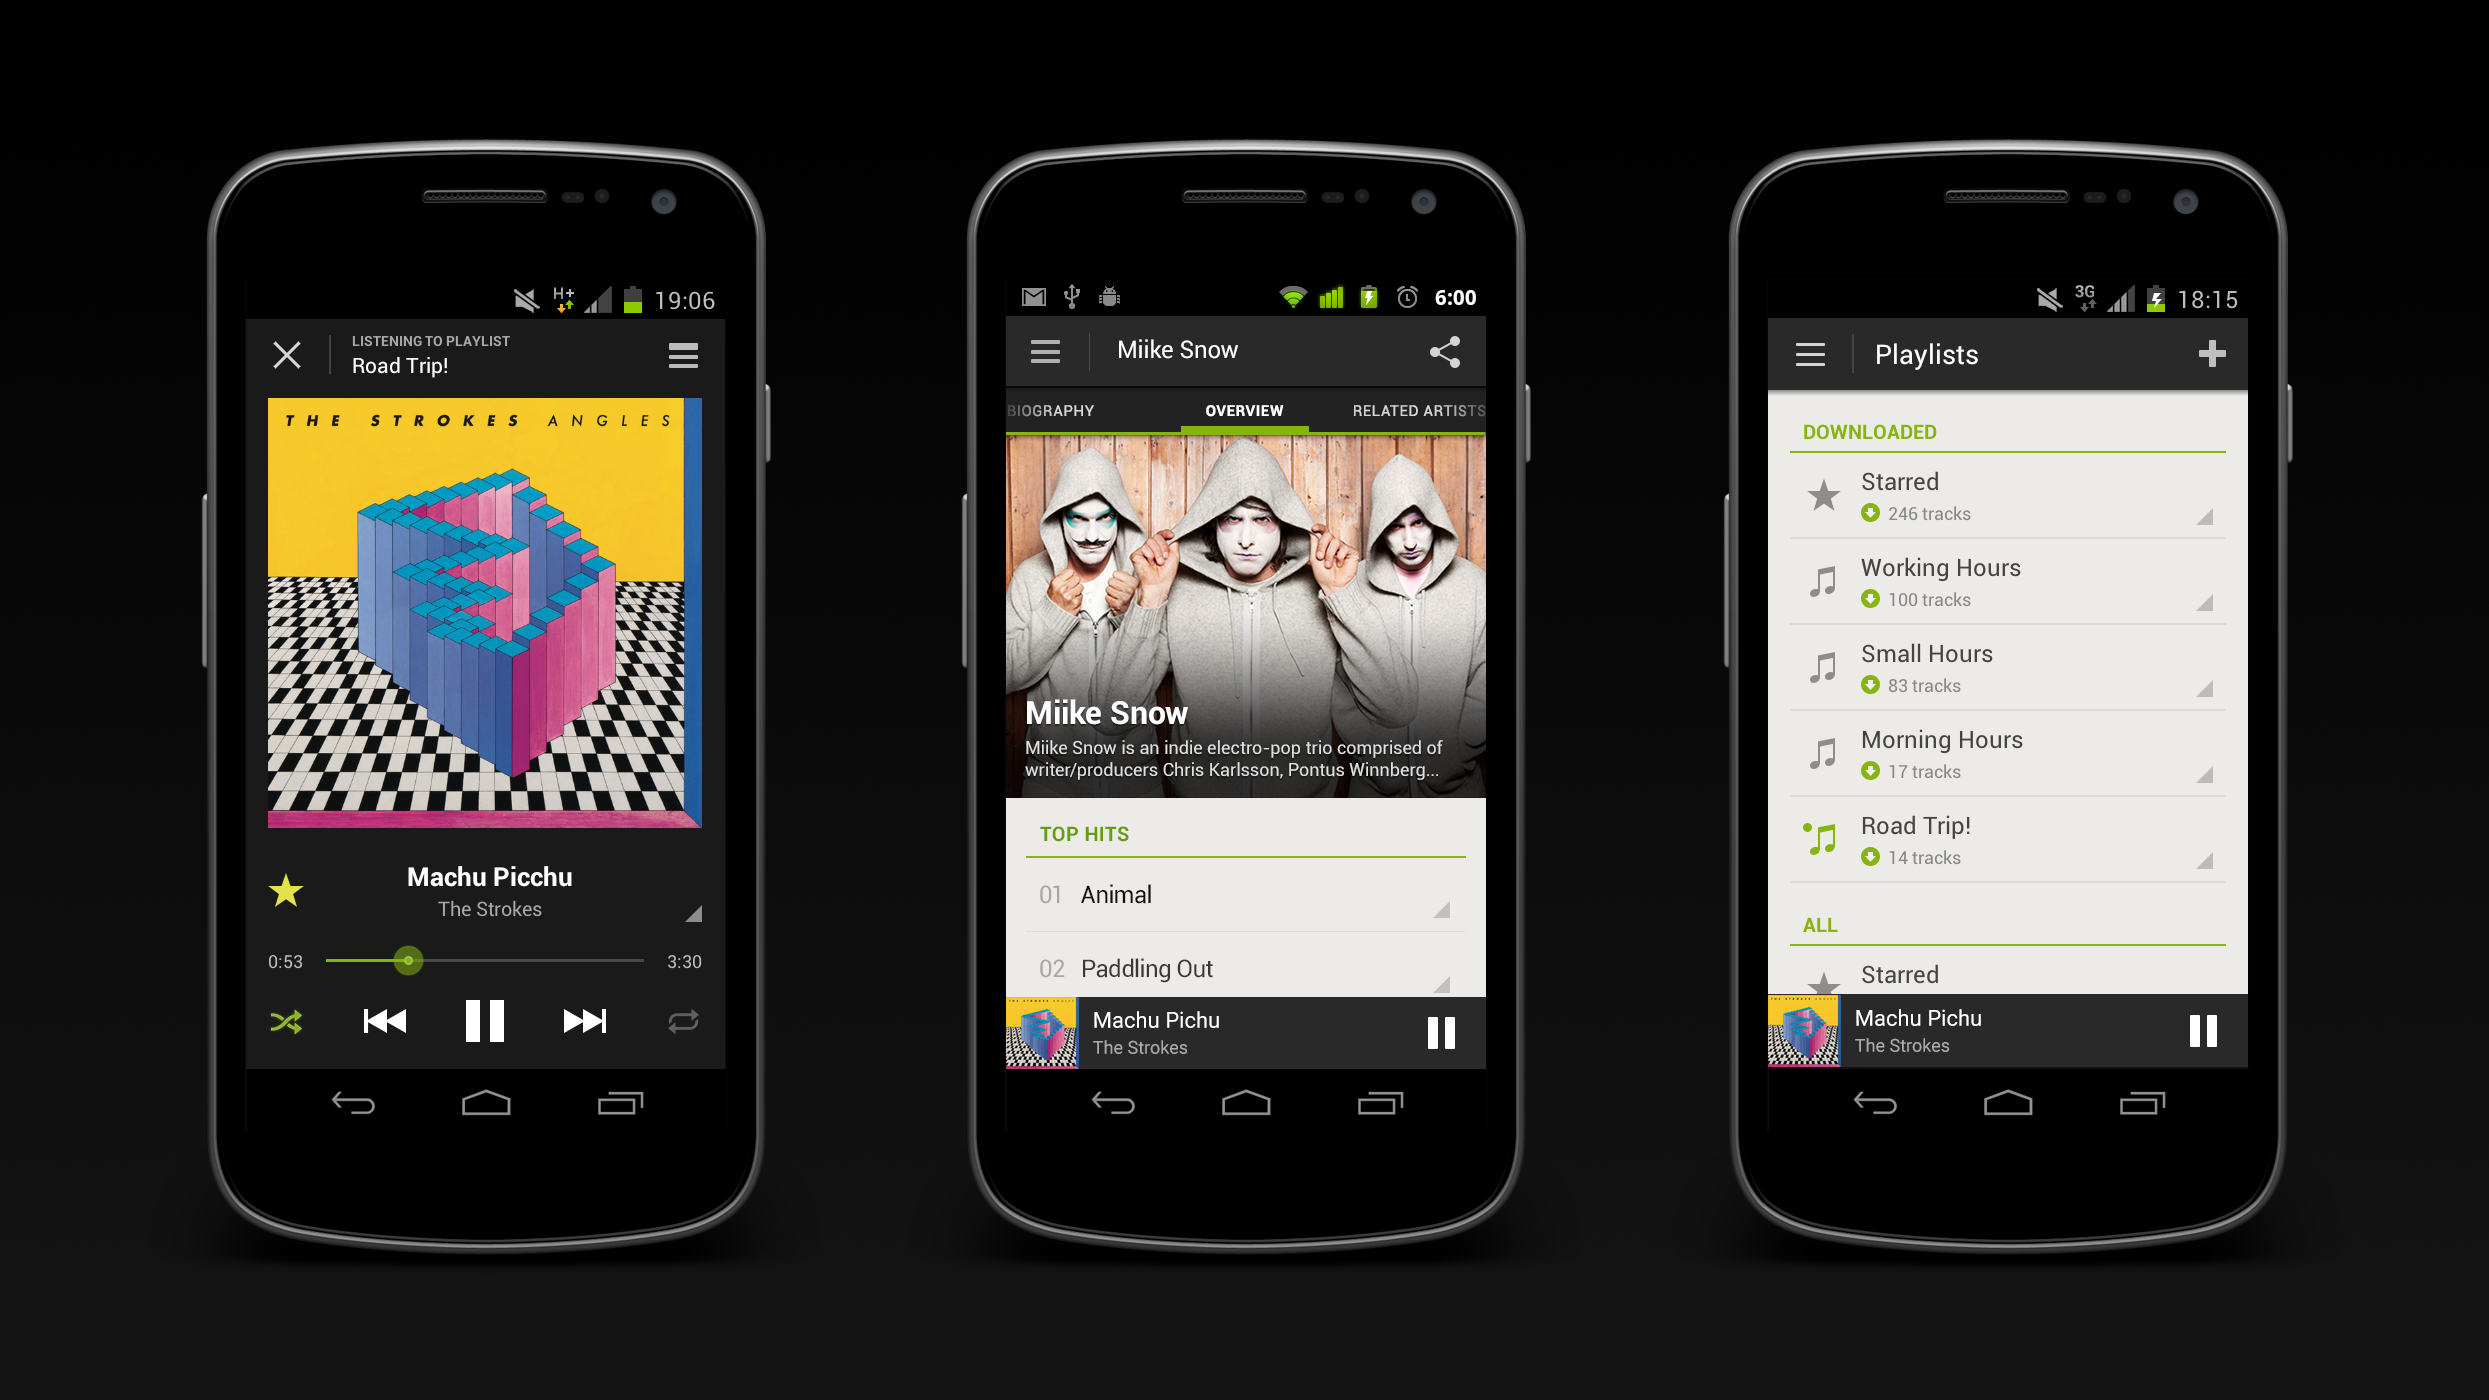 H+ 19:06
LISTENING TO PLAYLIST
Road Trip!
THE STROKES ANGLES
Machu Picchu
The Strokes
0:53 3:30
6:00
Miike Snow
BIOGRAPHY OVERVIEW RELATED ARTISTS
Miike Snow
Miike Snow is an indie electro-pop trio comprised of
writer/producers Chris Karlsson, Pontus Winnberg...
TOP HITS
01 Animal
02 Paddling Out
Machu Pichu
The Strokes
3G 18:15
Playlists
DOWNLOADED
Starred
246 tracks
Working Hours
100 tracks
Small Hours
83 tracks
Morning Hours
17 tracks
Road Trip!
14 tracks
ALL
Starred
Machu Pichu
The Strokes